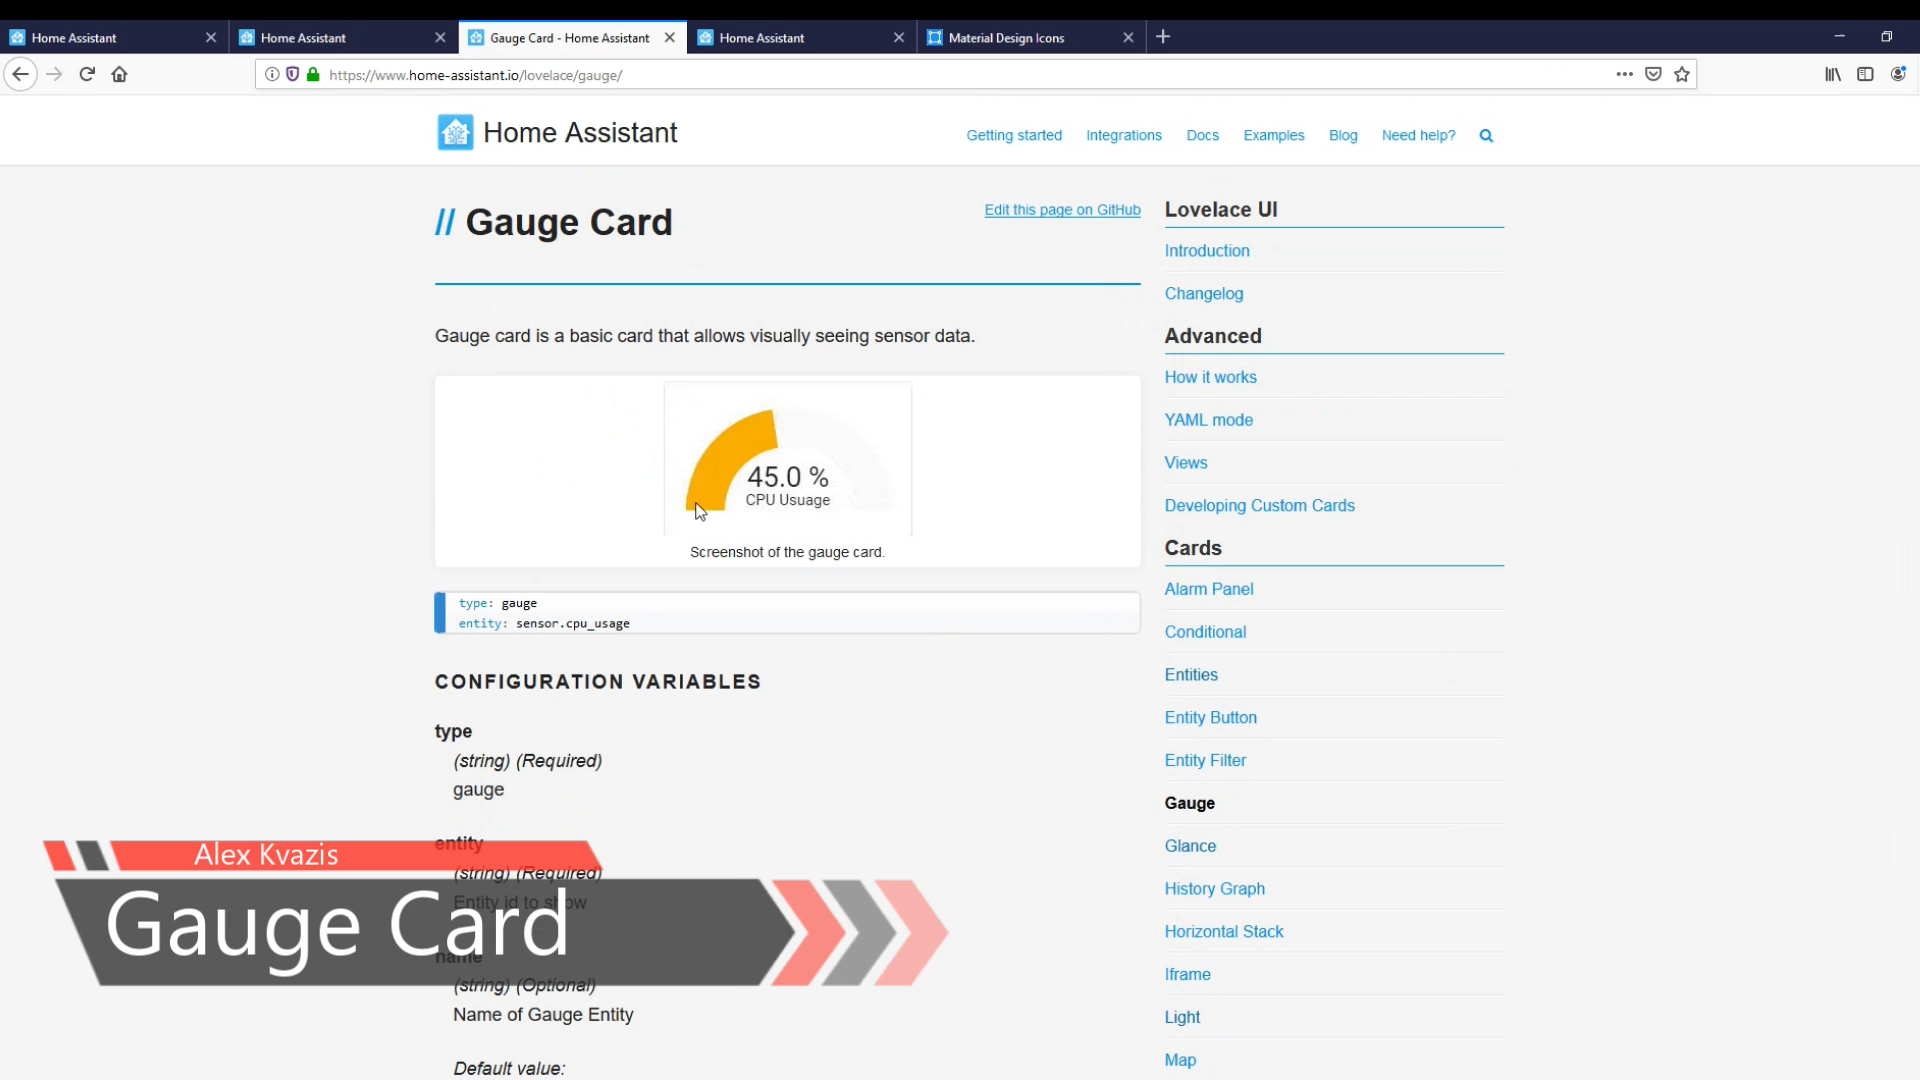 Home Assistant
Home Assistant
Gauge Card - Home Assistant
Home Assistant
Material Design Icons
https://www.home-assistant.io/lovelace/gauge/
Home Assistant
Getting started
Integrations
Docs
Examples
Blog
Need help?
// Gauge Card
Edit this page on GitHub
Gauge card is a basic card that allows visually seeing sensor data.
45.0 %
CPU Usuage
Screenshot of the gauge card.
type: gauge
entity: sensor.cpu_usage
CONFIGURATION VARIABLES
type
(string) (Required)
gauge
entity
(string) (Required)
Entity id to show
name
(string) (Optional)
Name of Gauge Entity
Default value:
Lovelace UI
Introduction
Changelog
Advanced
How it works
YAML mode
Views
Developing Custom Cards
Cards
Alarm Panel
Conditional
Entities
Entity Button
Entity Filter
Gauge
Glance
History Graph
Horizontal Stack
Iframe
Light
Map
Alex Kvazis
Gauge Card